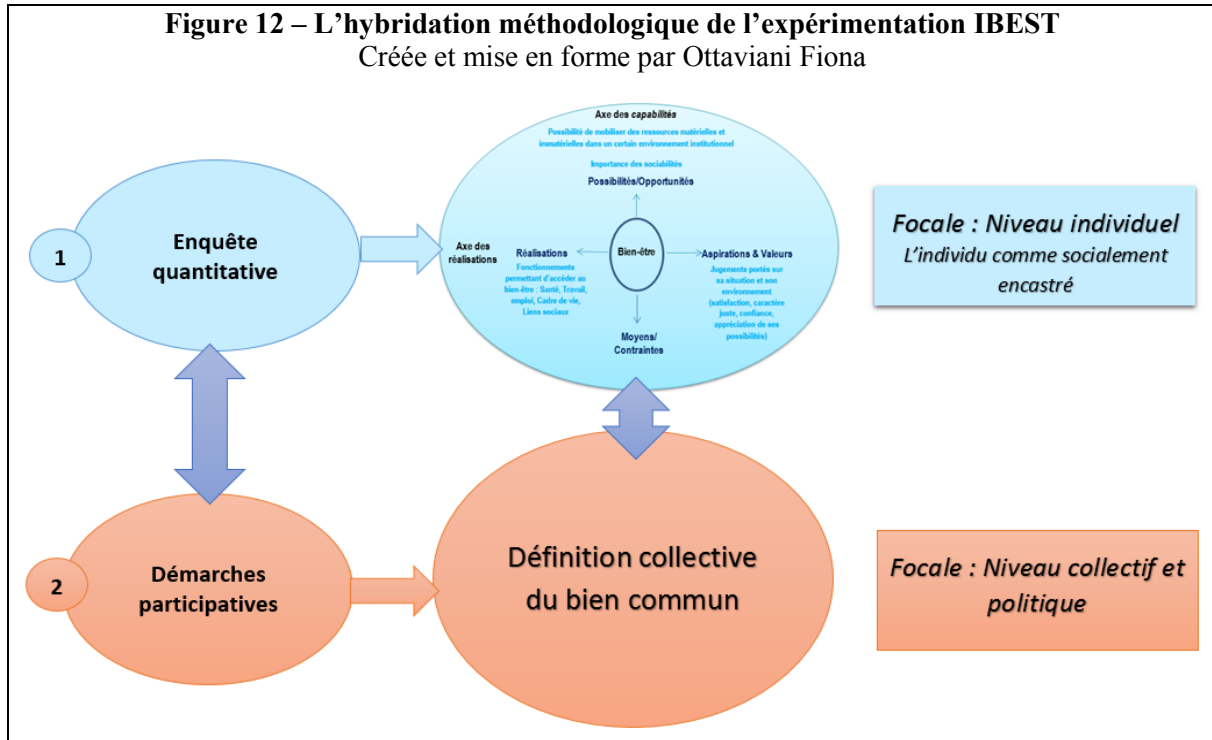 Figure 12 – L’hybridation méthodologique de l’expérimentation IBEST
Créée et mise en forme par Ottaviani Fiona
1
Enquête
quantitative
Axe des capabilités
Possibilité de mobiliser des ressources matérielles et
immatérielles dans un certain environnement institutionnel
Importance des sociabilités
Possibilités/Opportunités
Axe des
réalisations
Réalisations
Fonctionnements
permettant d’accéder au
bien-être : Santé, Travail,
emploi, Cadre de vie,
Liens sociaux
Bien-être
Aspirations & Valeurs
Jugements portés sur
sa situation et son
environnement
(satisfaction, caractère
juste, confiance,
appréciation de ses
possibilités)
Moyens/
Contraintes
Focale : Niveau individuel
L’individu comme socialement
encastré
2
Démarches
participatives
Définition collective
du bien commun
Focale : Niveau collectif et
politique